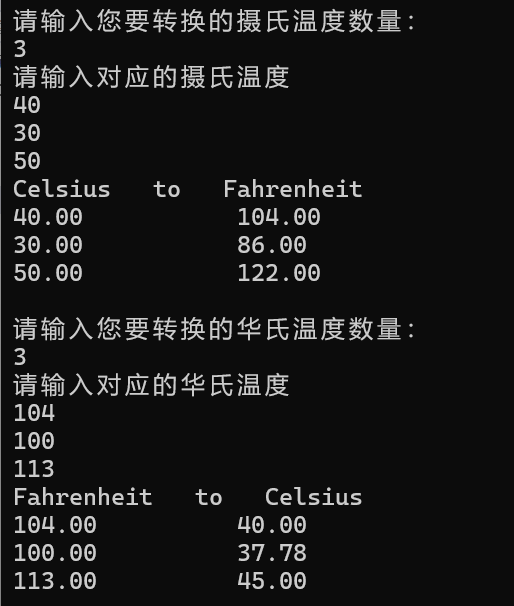 请输入您要转换的摄氏温度数量：
3
请输入对应的摄氏温度
40
30
50
Celsius   to   Fahrenheit
40.00           104.00
30.00           86.00
50.00           122.00

请输入您要转换的华氏温度数量：
3
请输入对应的华氏温度
104
100
113
Fahrenheit   to   Celsius
104.00          40.00
100.00          37.78
113.00          45.00